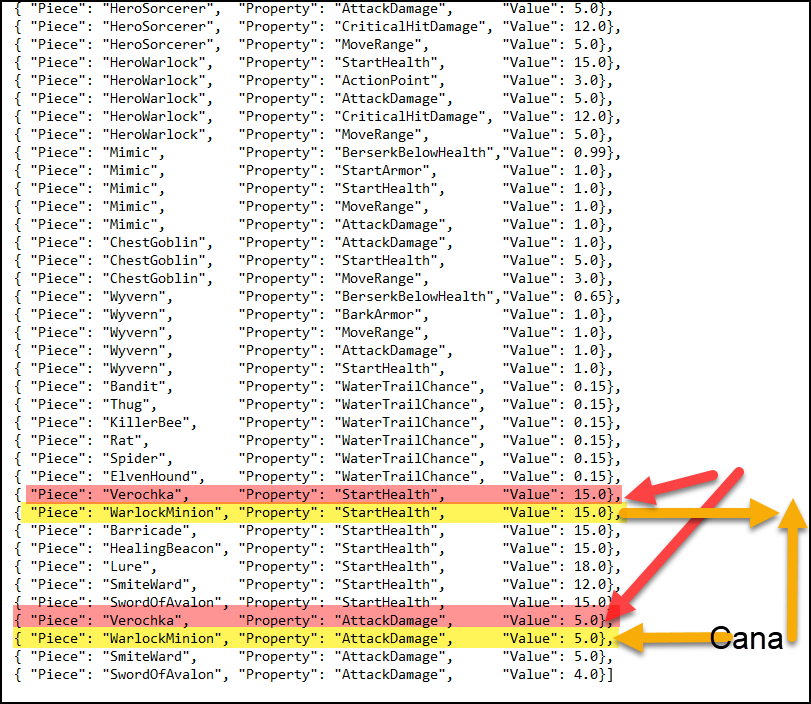 { "Piece": "HeroSorcerer", "Property": "AttackDamage", "Value": 5.0},
{ "Piece": "HeroSorcerer", "Property": "CriticalHitDamage", "Value": 12.0},
{ "Piece": "HeroSorcerer", "Property": "MoveRange", "Value": 5.0},
{ "Piece": "HeroWarlock", "Property": "StartHealth", "Value": 15.0},
{ "Piece": "HeroWarlock", "Property": "ActionPoint", "Value": 3.0},
{ "Piece": "HeroWarlock", "Property": "AttackDamage", "Value": 5.0},
{ "Piece": "HeroWarlock", "Property": "CriticalHitDamage", "Value": 12.0},
{ "Piece": "HeroWarlock", "Property": "MoveRange", "Value": 5.0},
{ "Piece": "Mimic", "Property": "BerserkBelowHealth","Value": 0.99},
{ "Piece": "Mimic", "Property": "StartArmor", "Value": 1.0},
{ "Piece": "Mimic", "Property": "StartHealth", "Value": 1.0},
{ "Piece": "Mimic", "Property": "MoveRange", "Value": 1.0},
{ "Piece": "Mimic", "Property": "AttackDamage", "Value": 1.0},
{ "Piece": "ChestGoblin", "Property": "AttackDamage", "Value": 1.0},
{ "Piece": "ChestGoblin", "Property": "StartHealth", "Value": 5.0},
{ "Piece": "ChestGoblin", "Property": "MoveRange", "Value": 3.0},
{ "Piece": "Wyvern", "Property": "BerserkBelowHealth","Value": 0.65},
{ "Piece": "Wyvern", "Property": "BarkArmor", "Value": 1.0},
{ "Piece": "Wyvern", "Property": "MoveRange", "Value": 1.0},
{ "Piece": "Wyvern", "Property": "AttackDamage", "Value": 1.0},
{ "Piece": "Wyvern", "Property": "StartHealth", "Value": 1.0},
{ "Piece": "Bandit", "Property": "WaterTrailChance", "Value": 0.15},
{ "Piece": "Thug", "Property": "WaterTrailChance", "Value": 0.15},
{ "Piece": "KillerBee", "Property": "WaterTrailChance", "Value": 0.15},
{ "Piece": "Rat", "Property": "WaterTrailChance", "Value": 0.15},
{ "Piece": "Spider", "Property": "WaterTrailChance", "Value": 0.15},
{ "Piece": "ElvenHound", "Property": "WaterTrailChance", "Value": 0.15},
{ "Piece": "Verochka", "Property": "StartHealth", "Value": 15.0},
{ "Piece": "WarlockMinion", "Property": "StartHealth", "Value": 15.0},
{ "Piece": "Barricade", "Property": "StartHealth", "Value": 15.0},
{ "Piece": "HealingBeacon", "Property": "StartHealth", "Value": 15.0},
{ "Piece": "Lure", "Property": "StartHealth", "Value": 18.0},
{ "Piece": "SmiteWard", "Property": "StartHealth", "Value": 12.0},
{ "Piece": "SwordOfAvalon", "Property": "StartHealth", "Value": 15.0},
{ "Piece": "Verochka", "Property": "AttackDamage", "Value": 5.0},
{ "Piece": "WarlockMinion", "Property": "AttackDamage", "Value": 5.0},
Cana
{ "Piece": "SmiteWard", "Property": "AttackDamage", "Value": 5.0},
{ "Piece": "SwordOfAvalon", "Property": "AttackDamage", "Value": 4.0}]